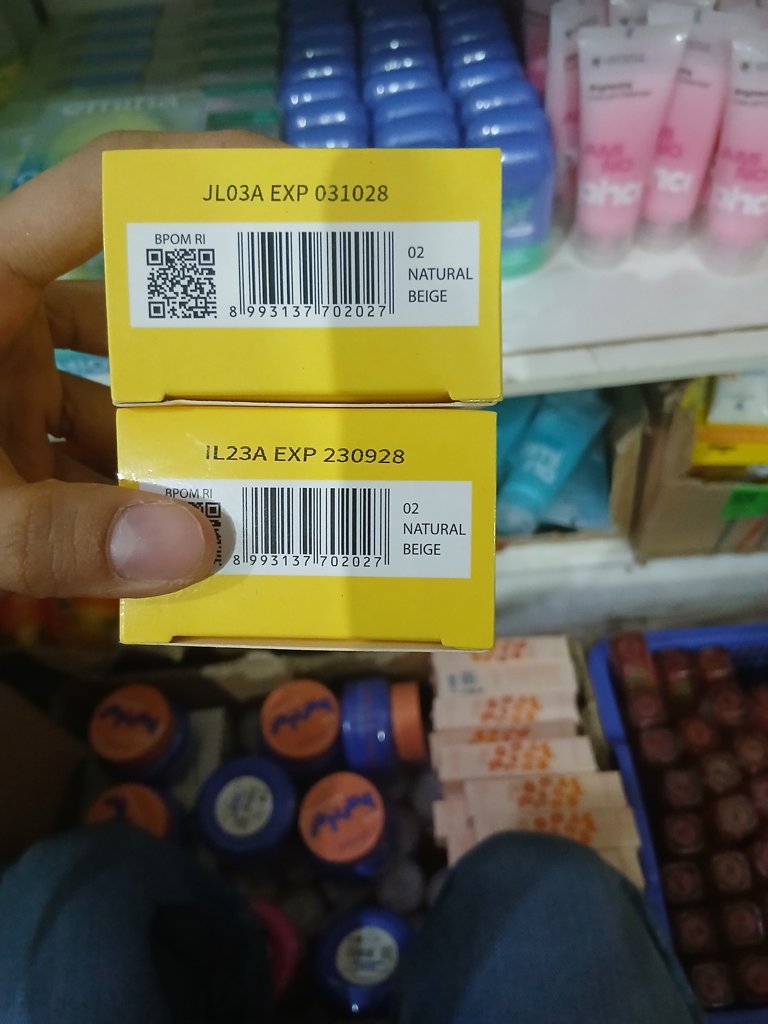 emina
JL03A EXP 031028
BPOM RI
02
NATURAL
BEIGE
8 993137 702027
IL23A EXP 230928
BPOM RI
02
NATURAL
BEIGE
8 993137 702027